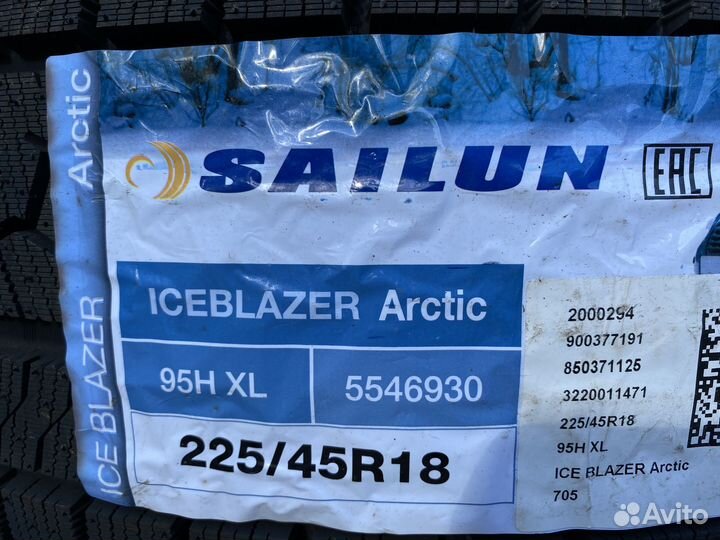 ICE BLAZER Arctic
SAILUN
EAC
ICEBLAZER Arctic
95H XL
5546930
225/45R18
2000294
900377191
850371125
3220011471
225/45R18
95H XL
ICE BLAZER Arctic
705
Avito